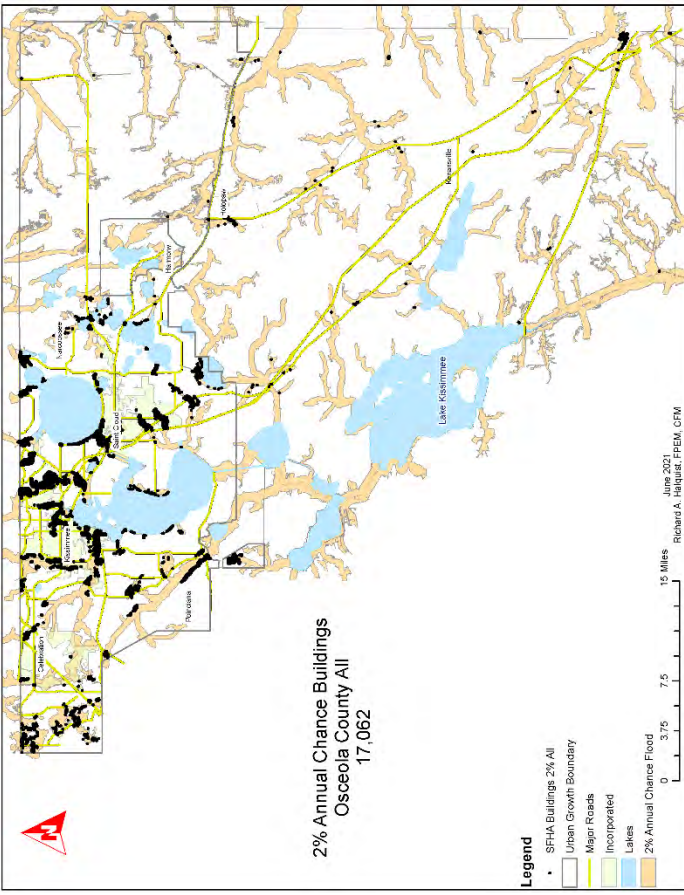 N
2% Annual Chance Buildings
Osceola County All
17,062
Celebration
Kissimmee
Saint Cloud
Narcoossee
Harmony
Holopaw
Poinciana
Kenansville
Lake Kissimmee
Legend
SFHA Buildings 2% All
Urban Growth Boundary
Major Roads
Incorporated
Lakes
2% Annual Chance Flood
0 3.75 7.5 15 Miles
June 2021
Richard A. Halquist, FPEM, CFM